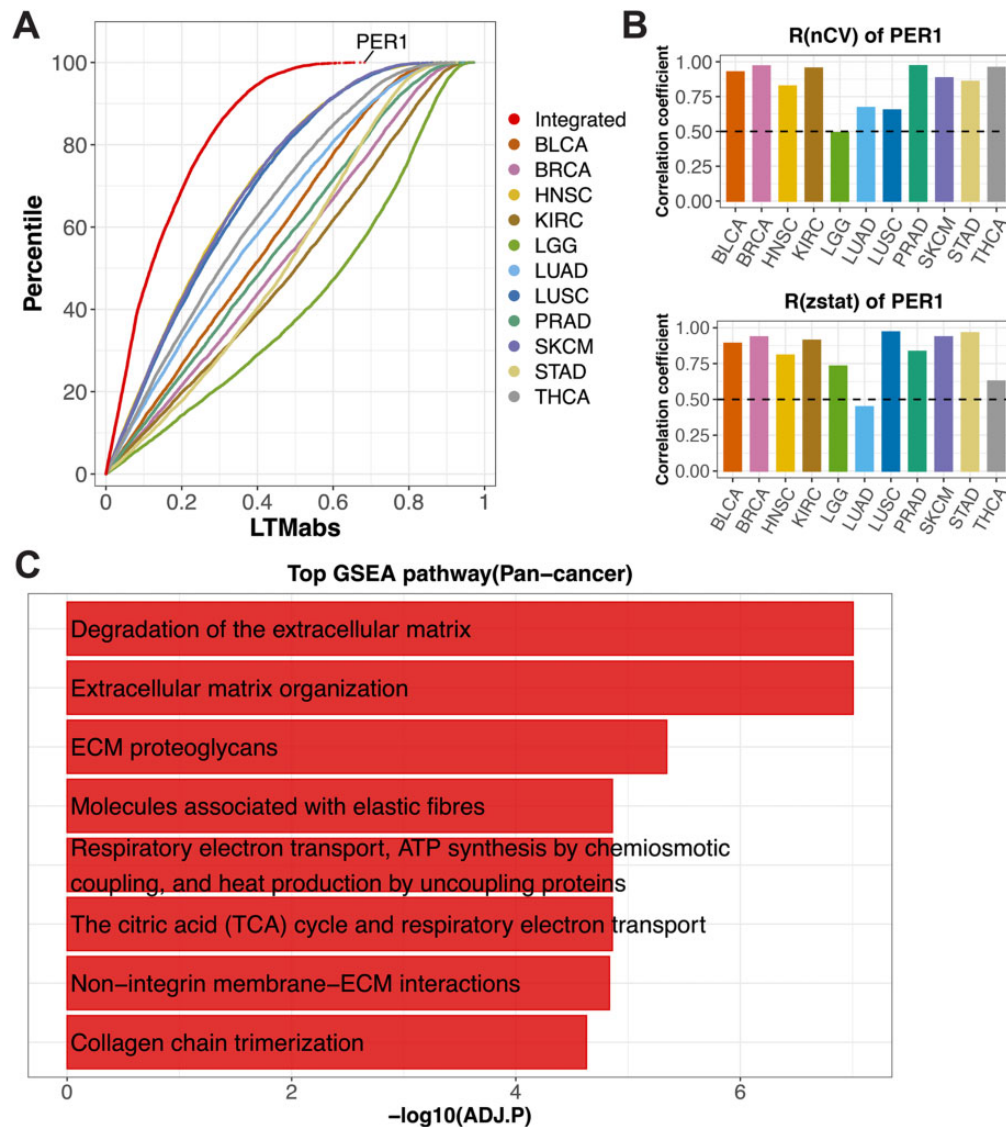 A
PER1
100
80
60
40
20
0
Percentile
0
0.2
0.4
0.6
0.8
1
LTMabs
Integrated
BLCA
BRCA
HNSC
KIRC
LGG
LUAD
LUSC
PRAD
SKCM
STAD
THCA
B
R(nCV) of PER1
Correlation coefficient
1.00
0.75
0.50
0.25
0.00
BLCA
BRCA
HNSC
KIRC
LGG
LUAD
LUSC
PRAD
SKCM
STAD
THCA
R(zstat) of PER1
Correlation coefficient
1.00
0.75
0.50
0.25
0.00
BLCA
BRCA
HNSC
KIRC
LGG
LUAD
LUSC
PRAD
SKCM
STAD
THCA
C
Top GSEA pathway(Pan−cancer)
Degradation of the extracellular matrix
Extracellular matrix organization
ECM proteoglycans
Molecules associated with elastic fibres
Respiratory electron transport, ATP synthesis by chemiosmotic
coupling, and heat production by uncoupling proteins
The citric acid (TCA) cycle and respiratory electron transport
Non−integrin membrane−ECM interactions
Collagen chain trimerization
0
2
4
6
−log10(ADJ.P)